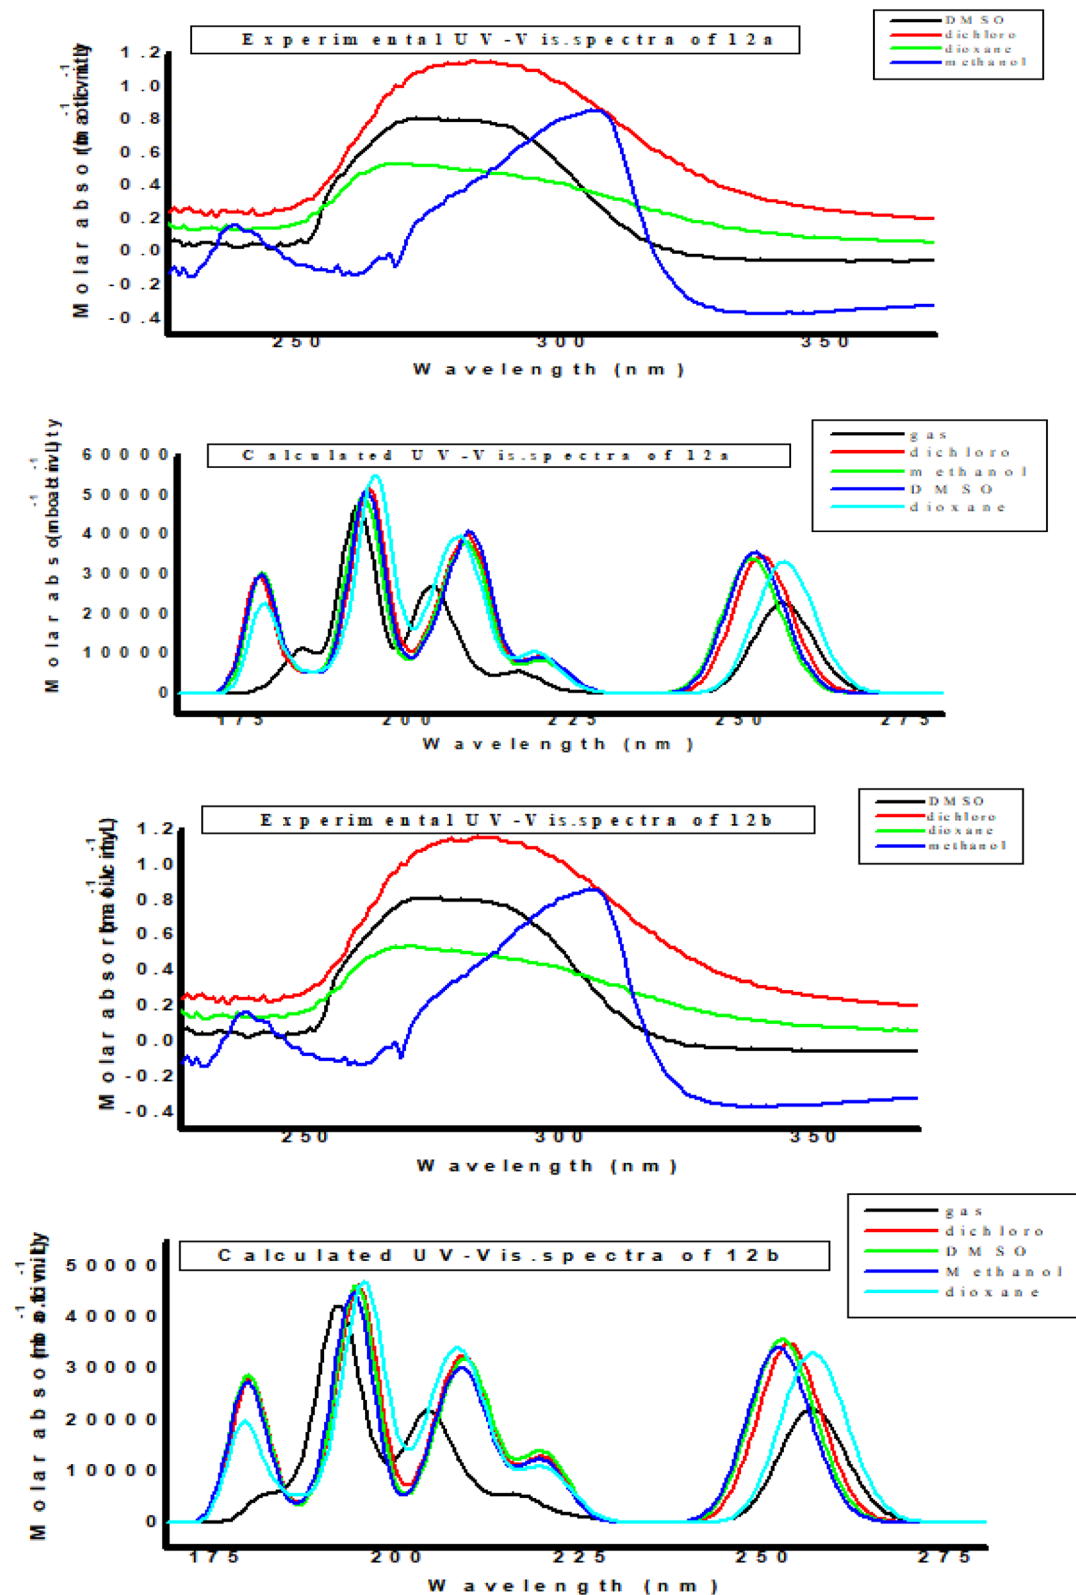 Experimental UV-Vis.spectra of 12a
DMSO
dichloro
dioxane
methanol
1.2
1.0
0.8
0.6
0.4
0.2
0.0
-0.2
-0.4
250 300 350
Wavelength (nm)
Calculated UV-Vis.spectra of 12a
gas
dichloro
methanol
DMSO
dioxane
60000
50000
40000
30000
20000
10000
0
175 200 225 250 275
Wavelength (nm)
Experimental UV-Vis.spectra of 12b
DMSO
dichloro
dioxane
methanol
1.2
1.0
0.8
0.6
0.4
0.2
0.0
-0.2
-0.4
250 300 350
Wavelength (nm)
Calculated UV-Vis.spectra of 12b
gas
dichloro
DMSO
Methanol
dioxane
50000
40000
30000
20000
10000
0
175 200 225 250 275
Wavelength (nm)
Molar
Molar
Molar
Molar